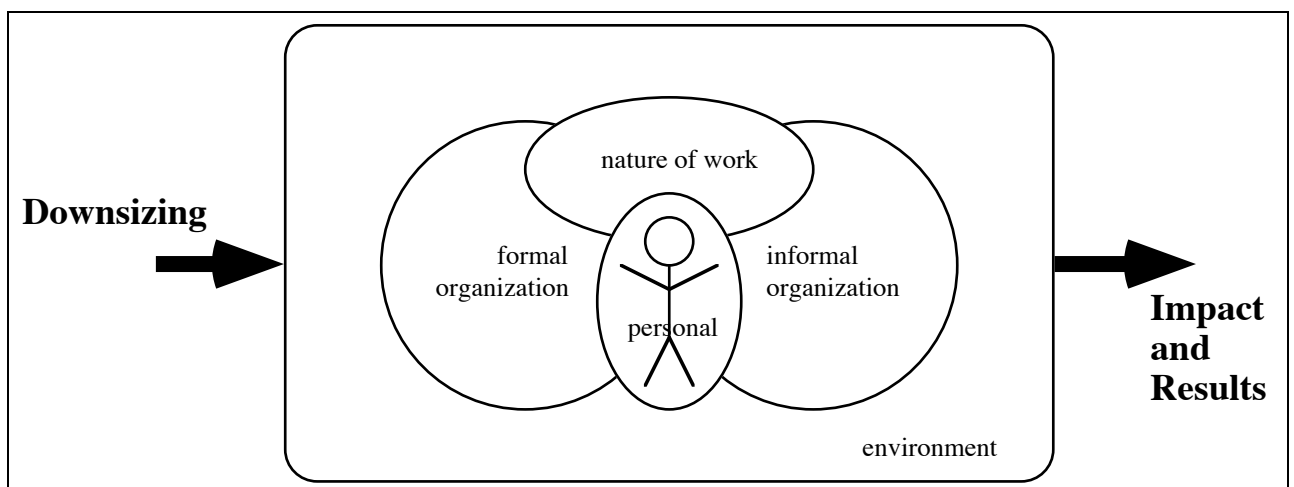 nature of work
Downsizing
formal
organization
informal
organization
personal
Impact
and
Results
environment